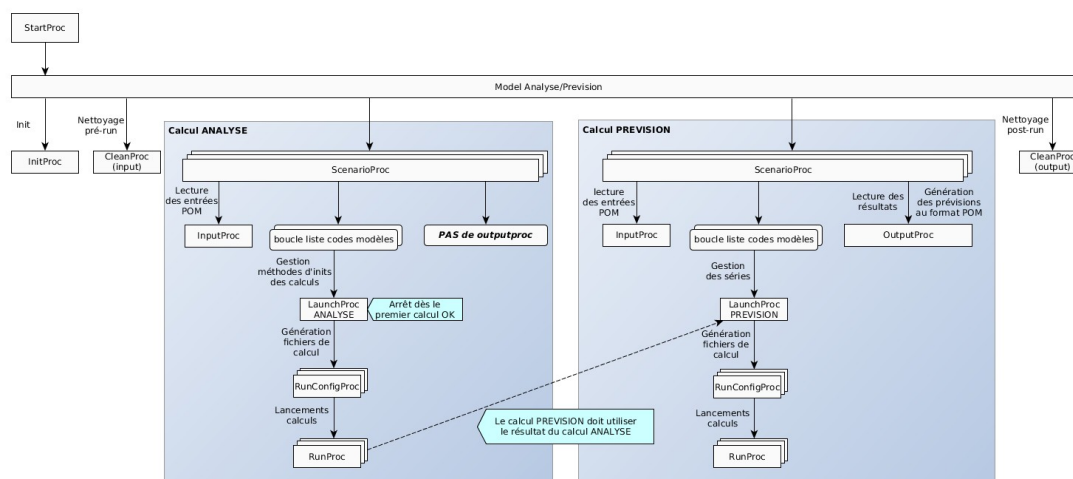 StartProc
Model Analyse/Prevision
Init
Nettoyage
pré-run
Nettoyage
post-run
InitProc
CleanProc
(input)
CleanProc
(output)
Calcul ANALYSE
ScenarioProc
Lecture
des entrées
POM
InputProc
boucle liste codes modèles
PAS de outputproc
Gestion
méthodes d'inits
des calculs
LaunchProc
ANALYSE
Arrêt dès le
premier calcul OK
Génération
fichiers de
calcul
RunConfigProc
Lancements
calculs
RunProc
Calcul PREVISION
ScenarioProc
lecture
des entrées
POM
Lecture des
résultats
Génération
des prévisions
au format POM
InputProc
boucle liste codes modèles
OutputProc
Gestion
des séries
LaunchProc
PREVISION
Génération
fichiers de
calcul
RunConfigProc
Lancements
calculs
RunProc
Le calcul PREVISION doit utiliser
le résultat du calcul ANALYSE